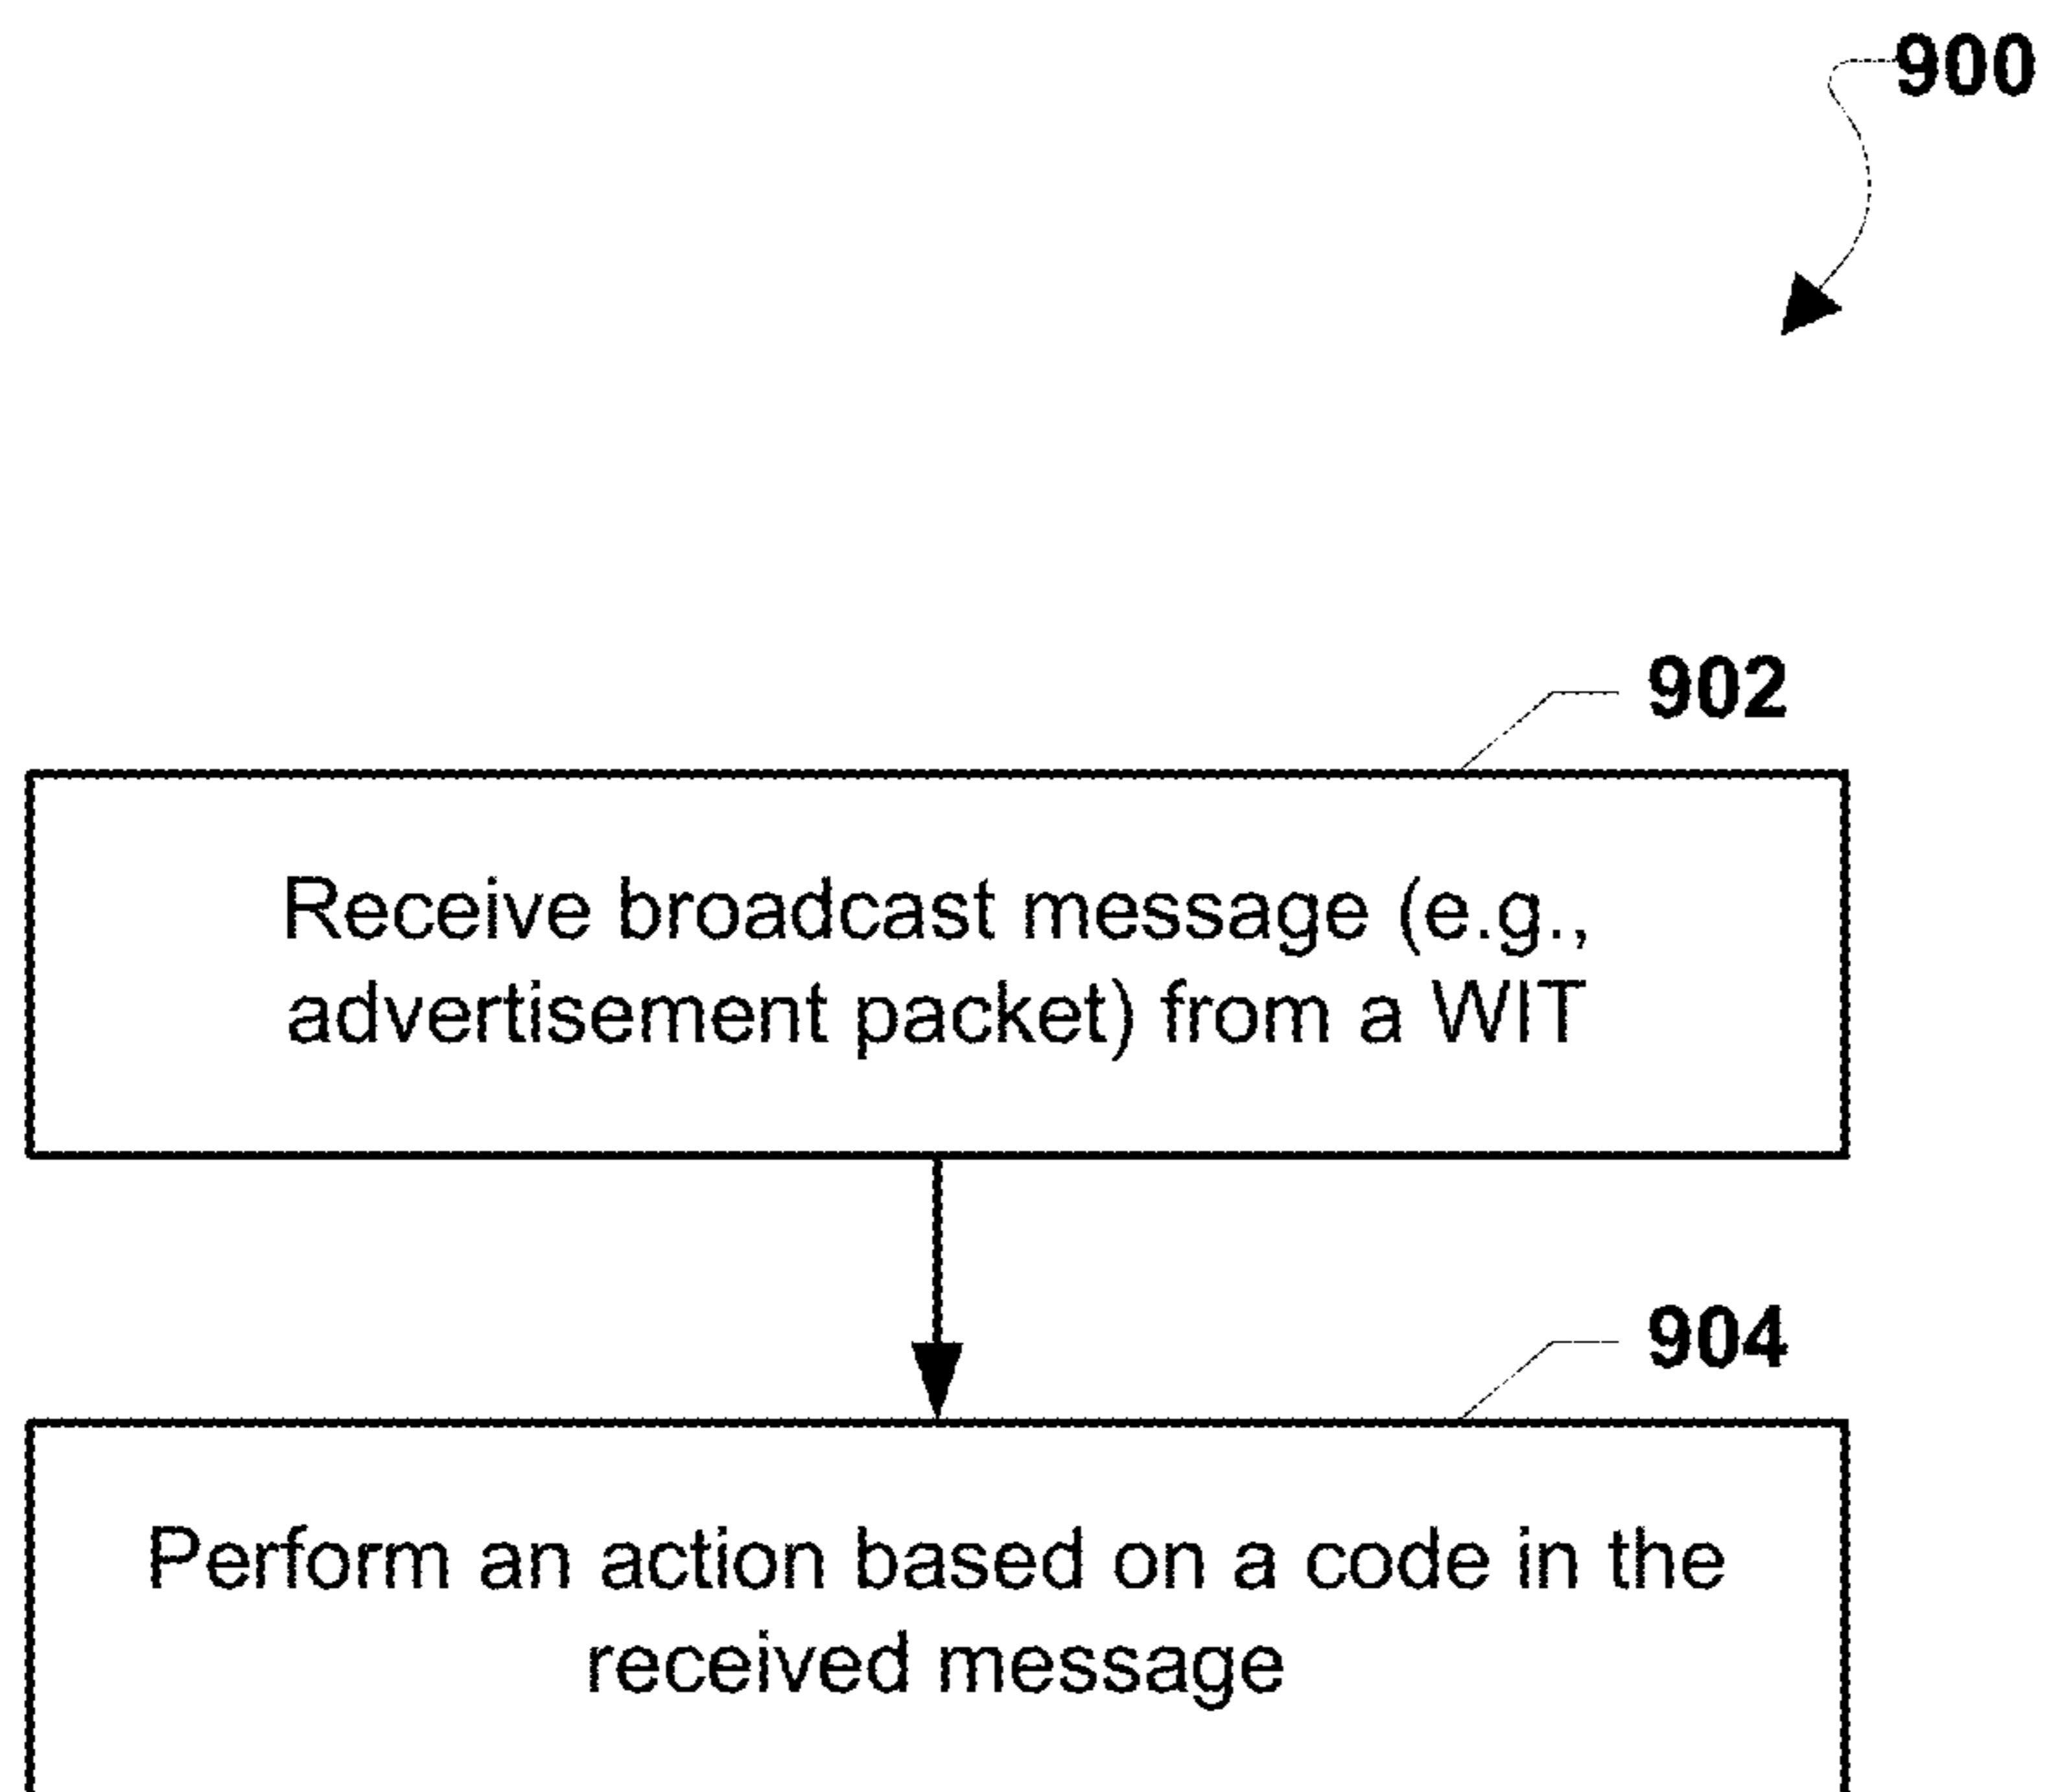 900
902
Receive broadcast message (e.g.,
advertisement packet) from a WIT
904
Perform an action based on a code in the
received message